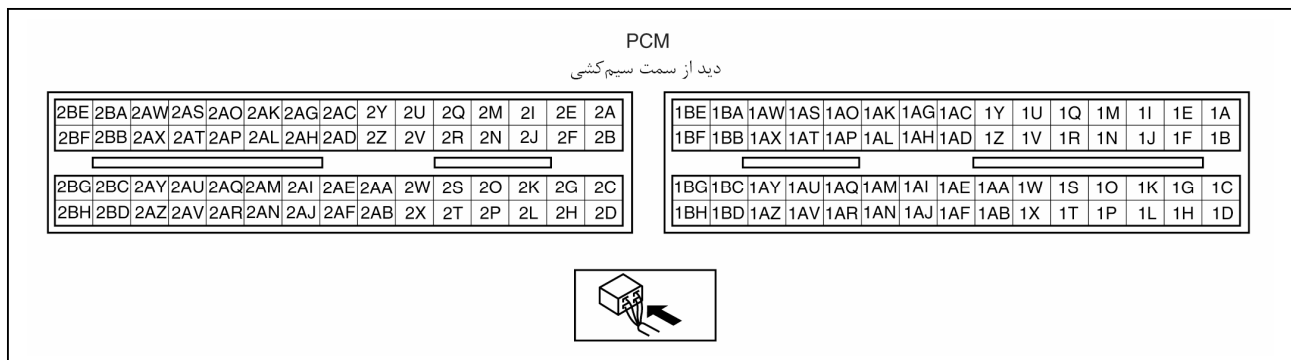 PCM
دید از سمت سیم‌کشی
2BE 2BA 2AW 2AS 2AO 2AK 2AG 2AC 2Y 2U 2Q 2M 2I 2E 2A
2BF 2BB 2AX 2AT 2AP 2AL 2AH 2AD 2Z 2V 2R 2N 2J 2F 2B
2BG 2BC 2AY 2AU 2AQ 2AM 2AI 2AE 2AA 2W 2S 2O 2K 2G 2C
2BH 2BD 2AZ 2AV 2AR 2AN 2AJ 2AF 2AB 2X 2T 2P 2L 2H 2D
1BE 1BA 1AW 1AS 1AO 1AK 1AG 1AC 1Y 1U 1Q 1M 1I 1E 1A
1BF 1BB 1AX 1AT 1AP 1AL 1AH 1AD 1Z 1V 1R 1N 1J 1F 1B
1BG 1BC 1AY 1AU 1AQ 1AM 1AI 1AE 1AA 1W 1S 1O 1K 1G 1C
1BH 1BD 1AZ 1AV 1AR 1AN 1AJ 1AF 1AB 1X 1T 1P 1L 1H 1D